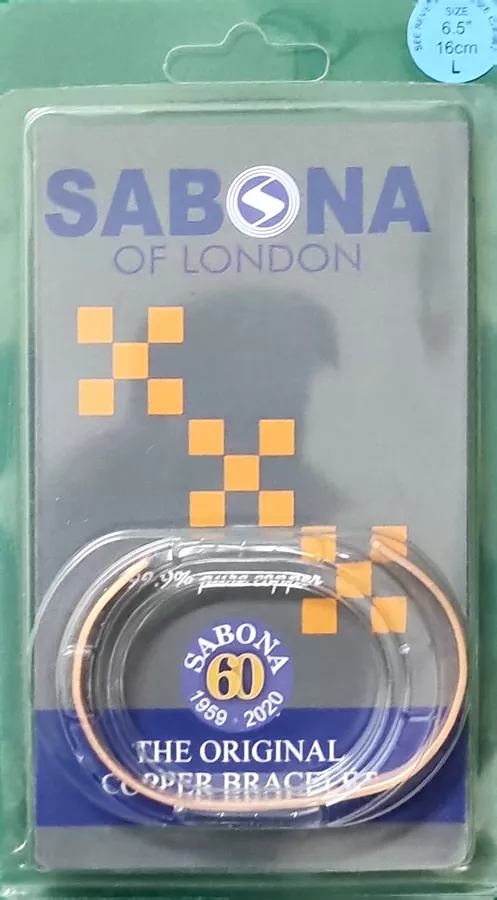 SIZE
6.5"
16cm
L
SABONA
OF LONDON
99.9% pure copper
SABONA
60
1959 · 2020
THE ORIGINAL
COPPER BRACELET